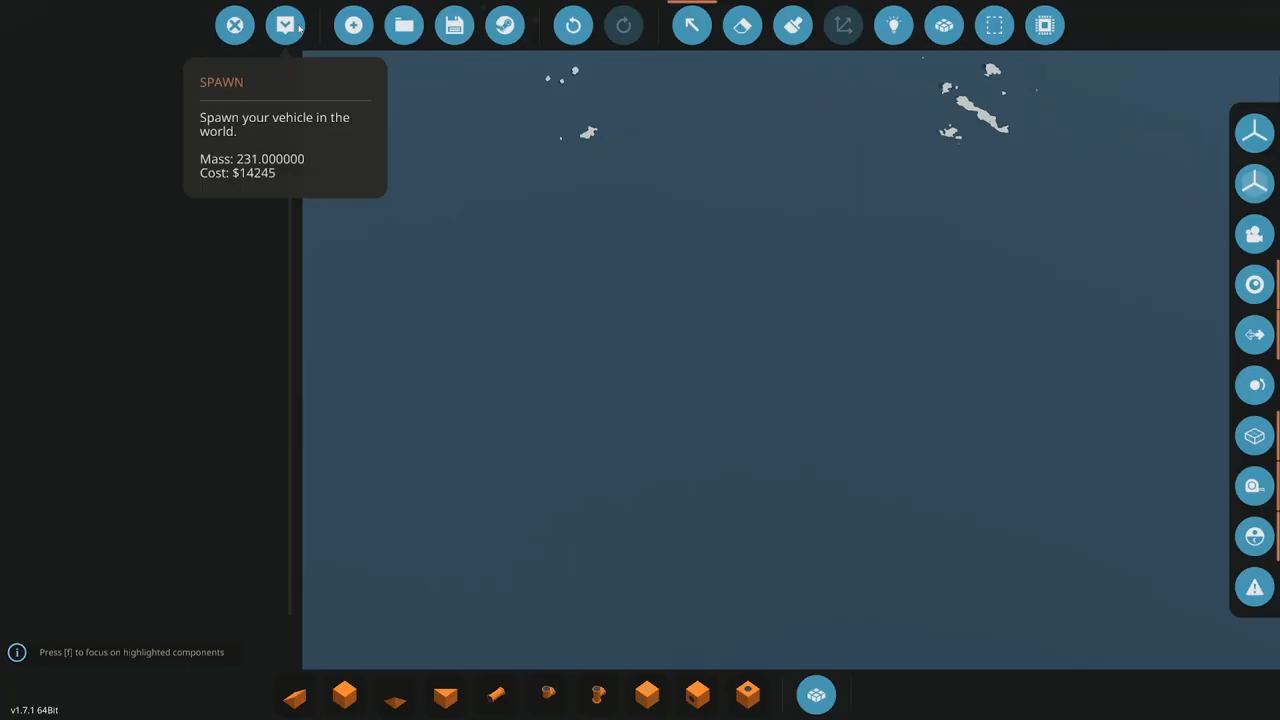 SPAWN
Spawn your vehicle in the
world.
Mass: 231.000000
Cost: $14245
Press [f] to focus on highlighted components
v1.7.1 64Bit